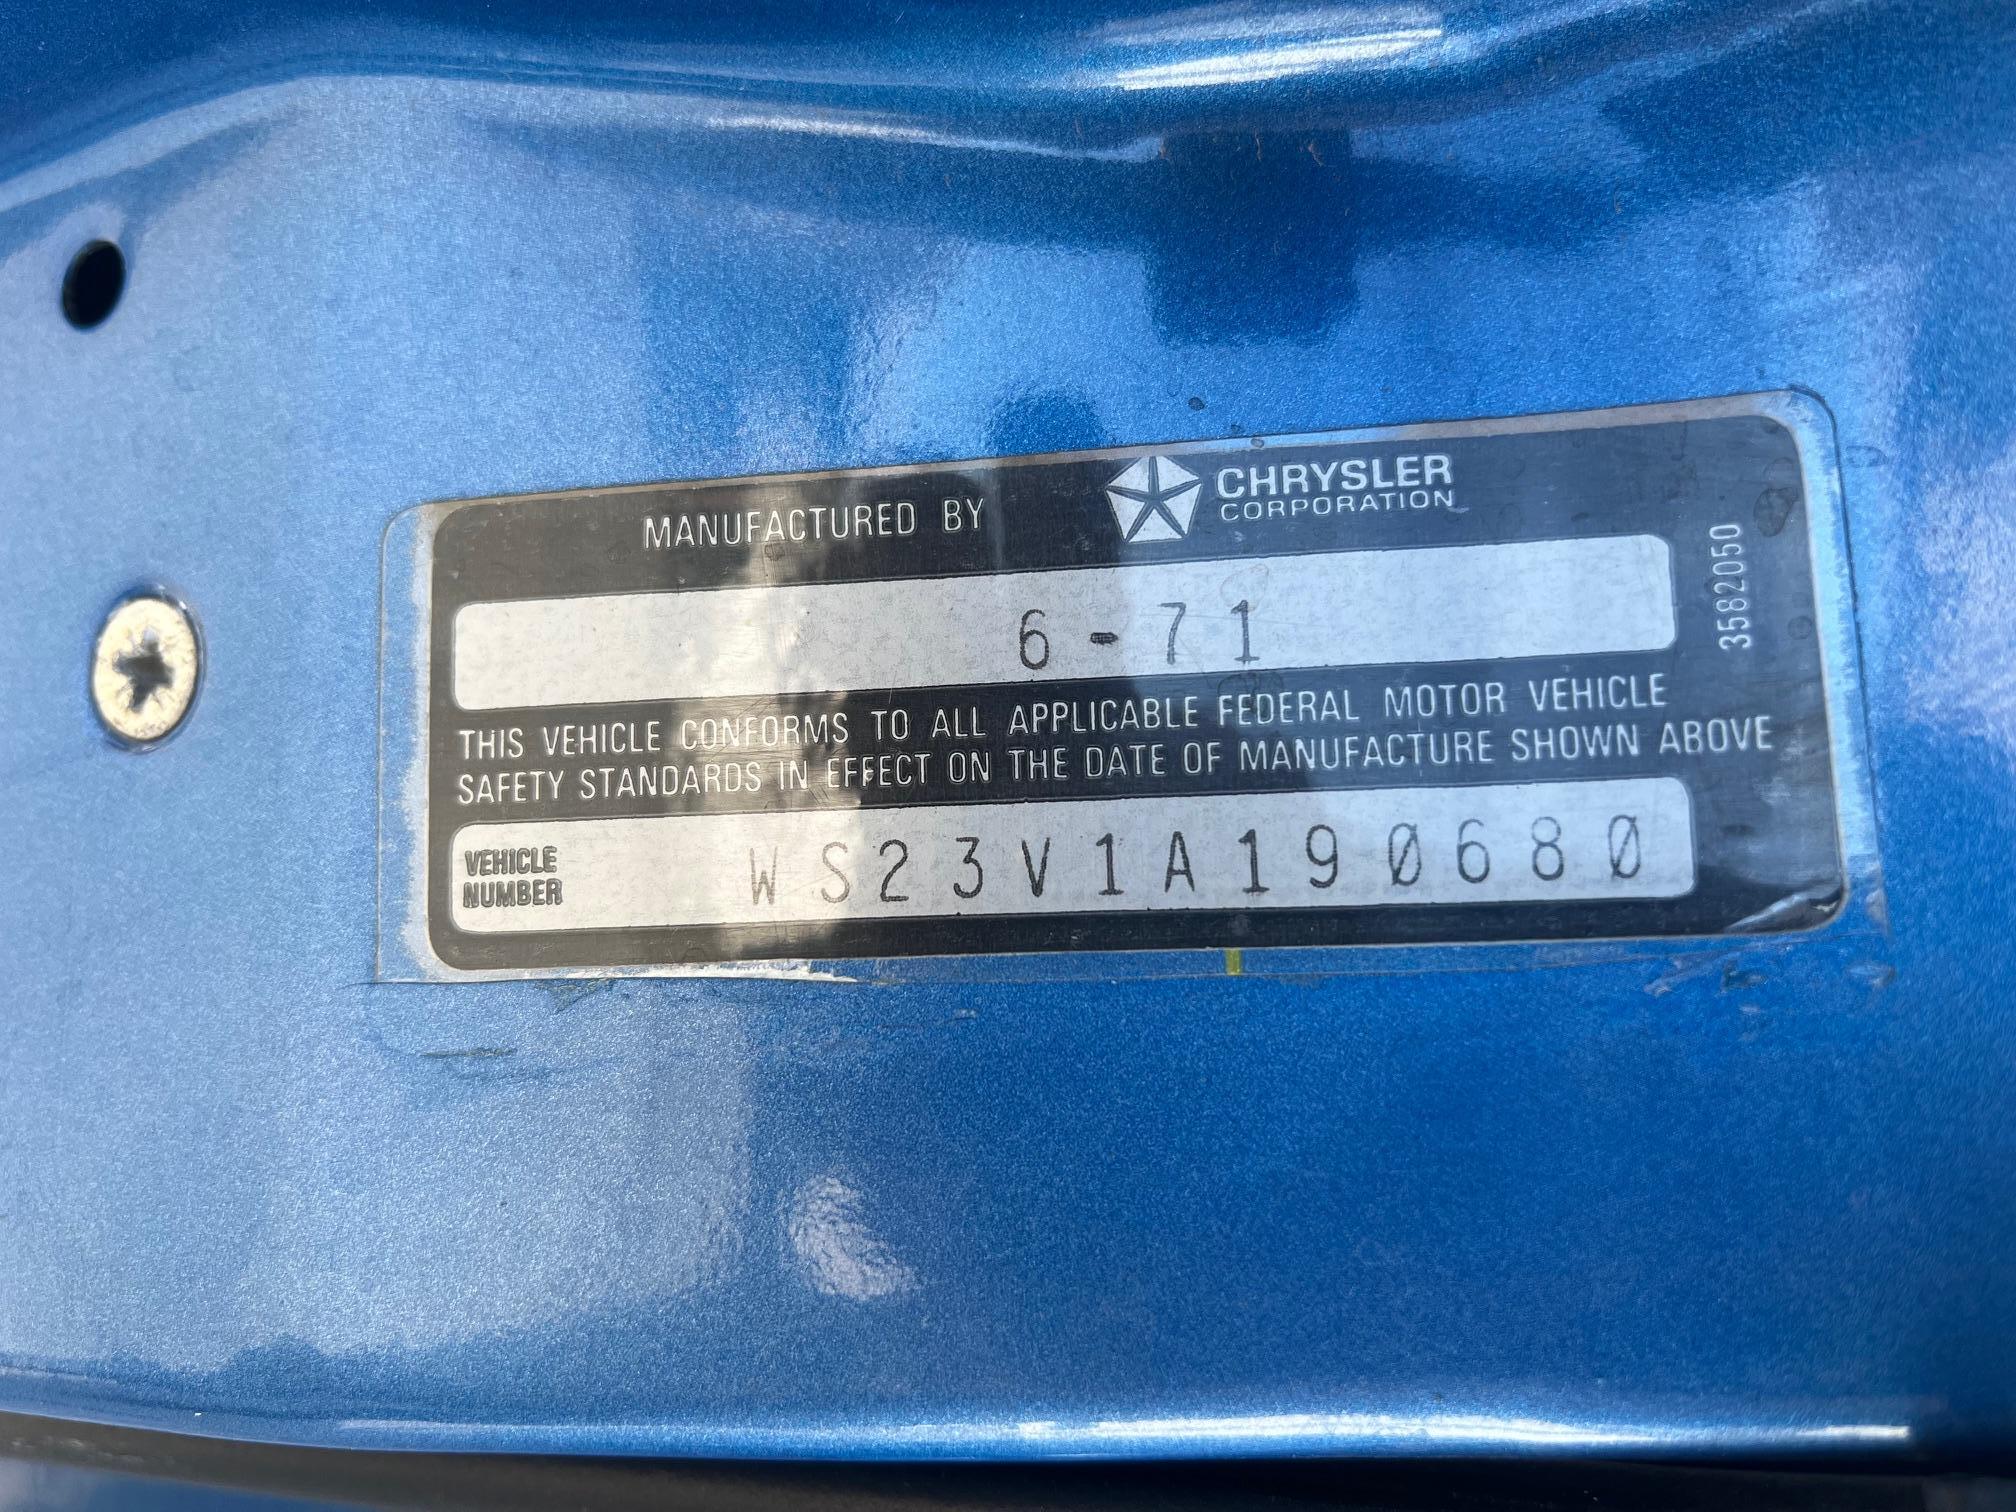 MANUFACTURED BY CHRYSLER
CORPORATION
6-71
3582050
THIS VEHICLE CONFORMS TO ALL APPLICABLE FEDERAL MOTOR VEHICLE
SAFETY STANDARDS IN EFFECT ON THE DATE OF MANUFACTURE SHOWN ABOVE
VEHICLE
NUMBER
WS23V1A190680